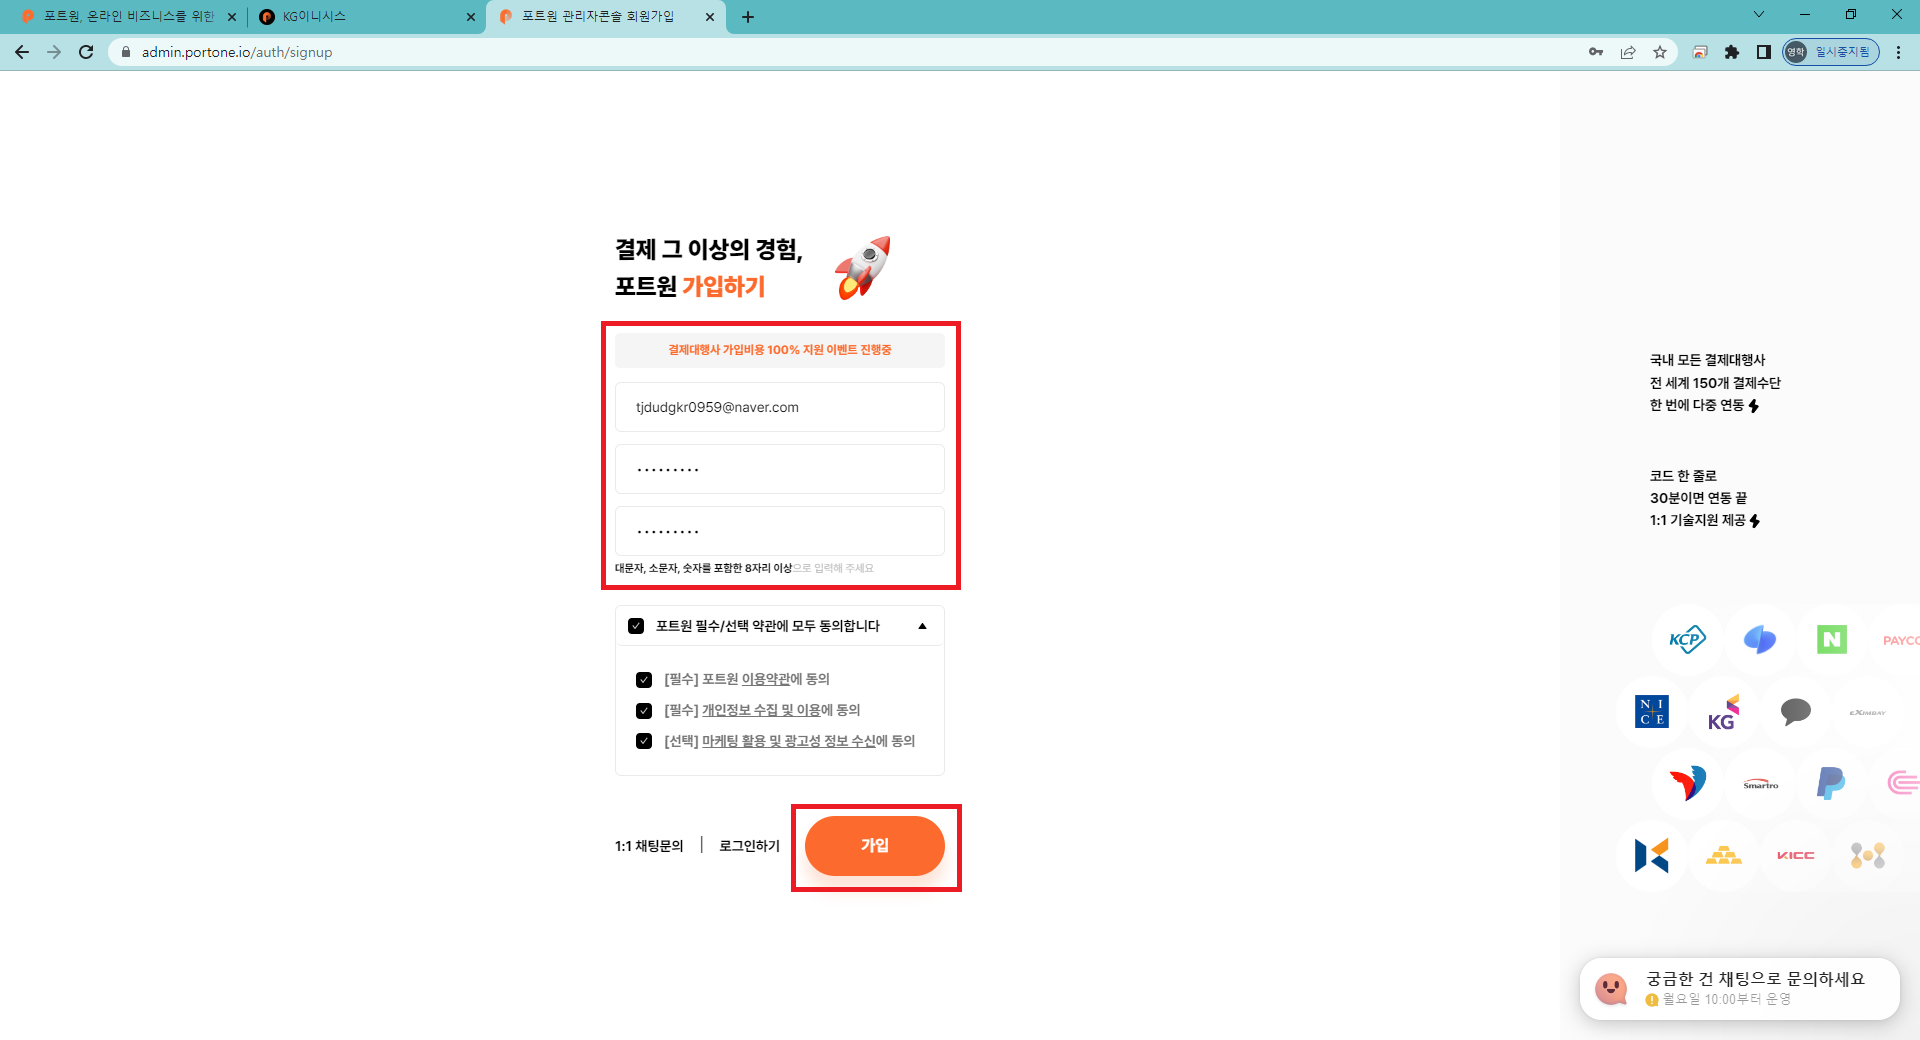 포트원, 온라인 비즈니스를 위한
KG이니시스
포트원 관리자콘솔 회원가입
admin.portone.io/auth/signup
영학
일시중지됨
결제 그 이상의 경험,
포트원 가입하기
결제대행사 가입비용 100% 지원 이벤트 진행중
tjdudgkr0959@naver.com
•••••••••
•••••••••
대문자, 소문자, 숫자를 포함한 8자리 이상으로 입력해 주세요
포트원 필수/선택 약관에 모두 동의합니다
[필수] 포트원 이용약관에 동의
[필수] 개인정보 수집 및 이용에 동의
[선택] 마케팅 활용 및 광고성 정보 수신에 동의
1:1 채팅문의 | 로그인하기
가입
국내 모든 결제대행사
전 세계 150개 결제수단
한 번에 다중 연동
코드 한 줄로
30분이면 연동 끝
1:1 기술지원 제공
KCP
N
PAYCO
NICE
KG
eXIMBAY
Smartro
KICC
궁금한 건 채팅으로 문의하세요
월요일 10:00부터 운영